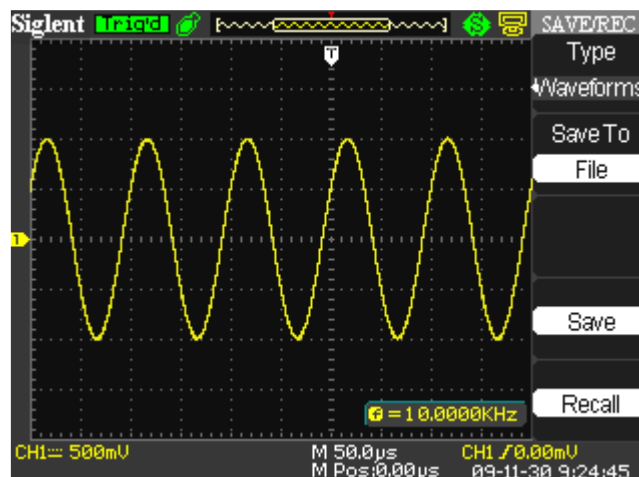 Siglent Trig'd SAVE/REC
T
Type
Waveforms
Save To
File
1
Save
f =10.0000KHz
Recall
CH1 500mV M 50.0µs CH1 0.00mV
M Pos:0.00µs 09-11-30 9:24:45